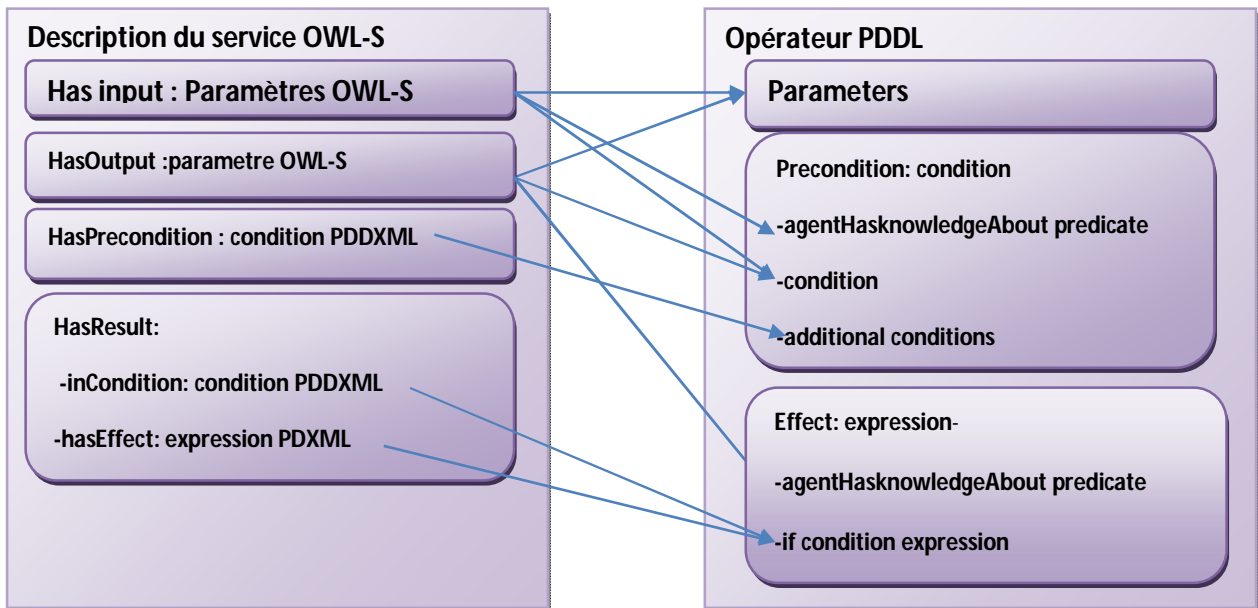 Description du service OWL-S
Has input : Paramètres OWL-S
HasOutput :parametre OWL-S
HasPrecondition : condition PDDXML
HasResult:
-inCondition: condition PDDXML
-hasEffect: expression PDXML
Opérateur PDDL
Parameters
Precondition: condition
-agentHasknowledgeAbout predicate
-condition
-additional conditions
Effect: expression-
-agentHasknowledgeAbout predicate
-if condition expression